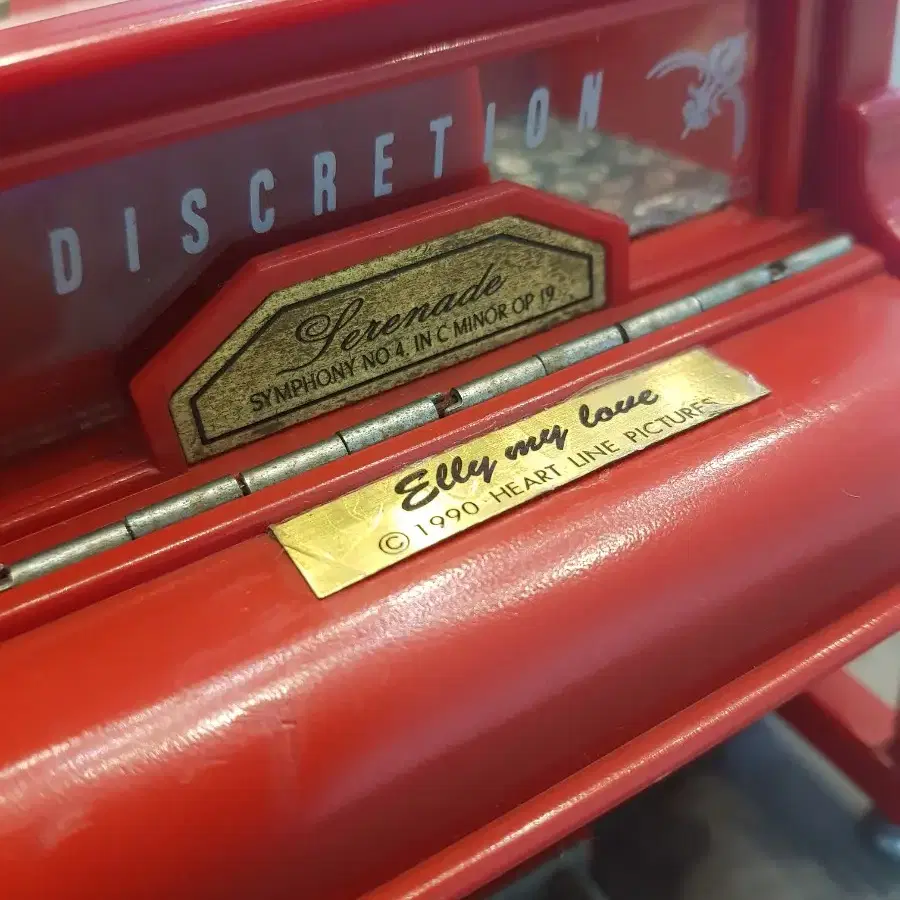 DISCRETION
Serenade
SYMPHONY NO 4. IN C MINOR OP 19
Elly my love
© 1990 HEART LINE PICTURES